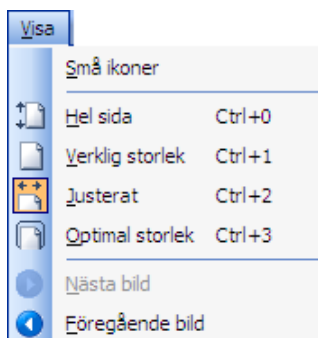 Visa
Små ikoner
Hel sida Ctrl+0
Verklig storlek Ctrl+1
Justerat Ctrl+2
Optimal storlek Ctrl+3
Nästa bild
Föregående bild